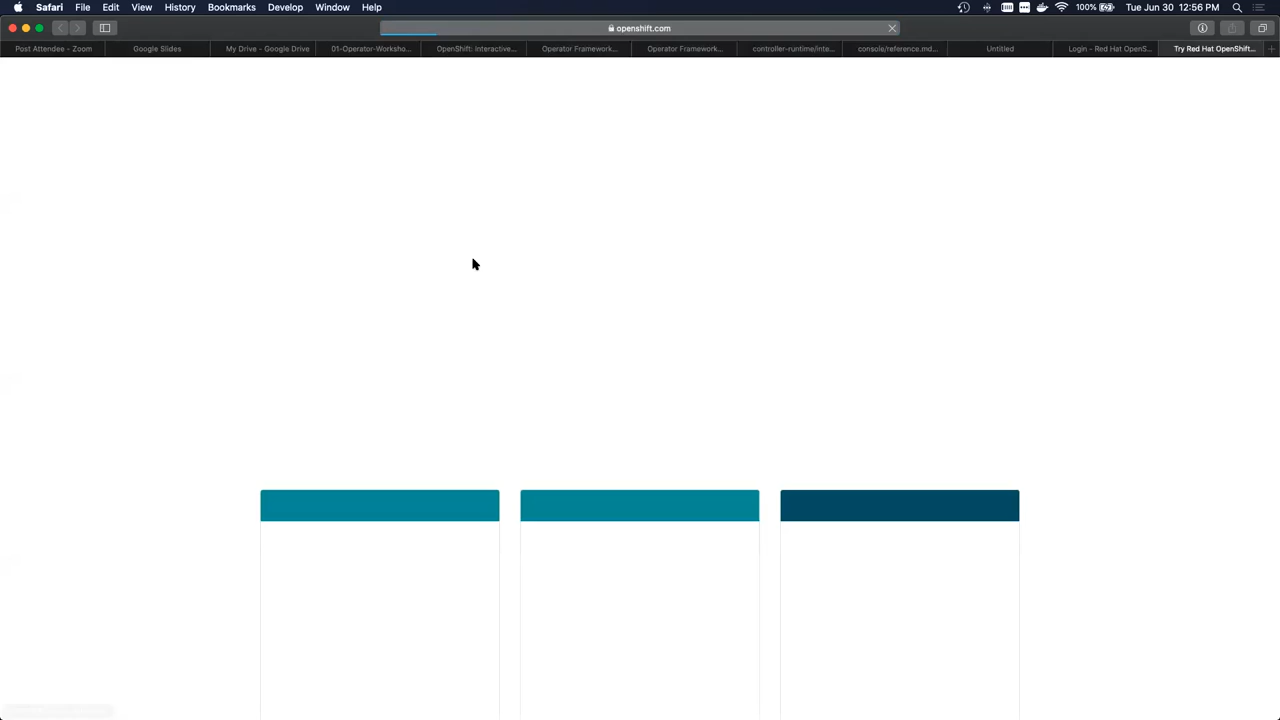 Safari File Edit View History Bookmarks Develop Window Help 100% Tue Jun 30 12:56 PM
openshift.com
Post Attendee - Zoom Google Slides My Drive - Google Drive 01-Operator-Worksho... OpenShift: Interactive... Operator Framework... Operator Framework... controller-runtime/inte... console/reference.md... Untitled Login - Red Hat OpenS... Try Red Hat OpenShift...